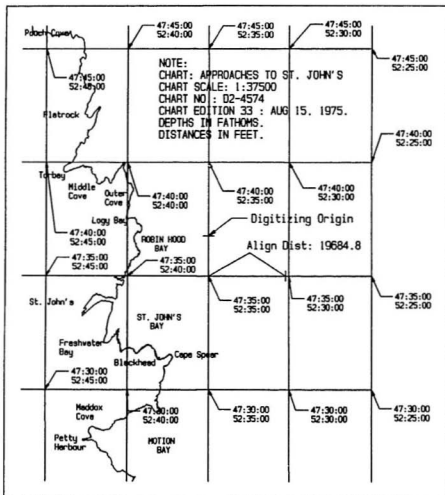 47:45:00
52:40:00
47:45:00
52:35:00
47:45:00
52:30:00
Pouch Cove
47:45:00
52:45:00
47:45:00
52:25:00
NOTE:
CHART: APPROACHES TO ST. JOHN'S
CHART SCALE: 1:37500
CHART NO.: D2-4574
CHART EDITION 33 : AUG 15, 1975.
DEPTHS IN FATHOMS.
DISTANCES IN FEET.
Flatrock
47:40:00
52:25:00
Torbay
Middle
Cove
Outer
Cove
47:40:00
52:40:00
47:40:00
52:35:00
47:40:00
52:30:00
Logy Bay
47:40:00
52:45:00
ROBIN HOOD
BAY
Digitizing Origin
Align Dist: 19684.8
47:35:00
52:45:00
47:35:00
52:40:00
St. John's
47:35:00
52:35:00
47:35:00
52:30:00
47:35:00
52:25:00
ST. JOHN'S
BAY
Freshwater
Bay
Blackhead
Cape Spear
47:30:00
52:45:00
Maddox
Cove
47:30:00
52:40:00
47:30:00
52:35:00
47:30:00
52:30:00
47:30:00
52:25:00
Petty
Harbour
MOTION
BAY